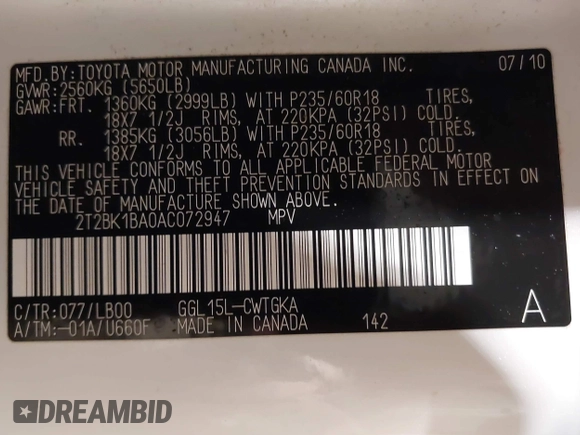 MFD.BY:TOYOTA MOTOR MANUFACTURING CANADA INC. 07/10
GVWR:2560KG (5650LB)
GAWR:FRT. 1360KG (2999LB) WITH P235/60R18 TIRES,
18X7 1/2J RIMS, AT 220KPA (32PSI) COLD.
RR. 1385KG (3056LB) WITH P235/60R18 TIRES,
18X7 1/2J RIMS, AT 220KPA (32PSI) COLD.
THIS VEHICLE CONFORMS TO ALL APPLICABLE FEDERAL MOTOR
VEHICLE SAFETY AND THEFT PREVENTION STANDARDS IN EFFECT ON
THE DATE OF MANUFACTURE SHOWN ABOVE.
2T2BK1BA0AC072947 MPV
C/TR:077/LB00 GGL15L-CWTGKA
A/TM:-01A/U660F MADE IN CANADA 142 A
DREAMBID